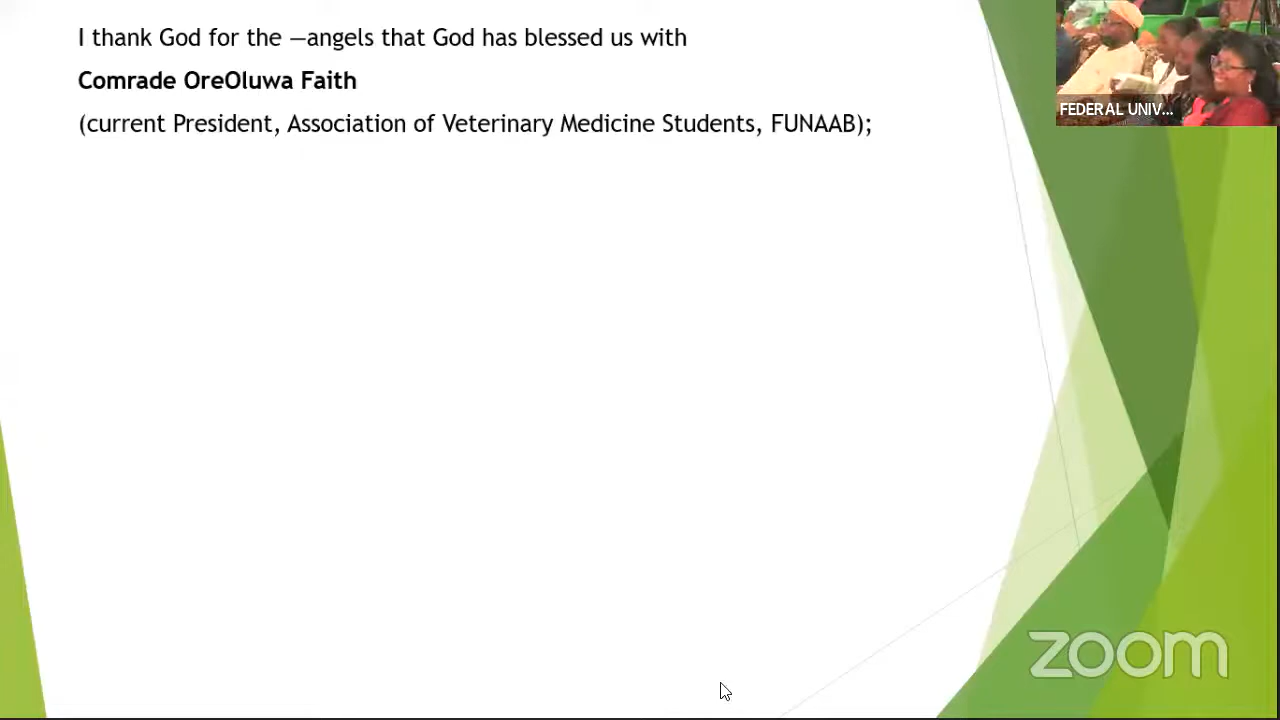 I thank God for the —angels that God has blessed us with
Comrade OreOluwa Faith
(current President, Association of Veterinary Medicine Students, FUNAAB);
FEDERAL UNIV...
zoom